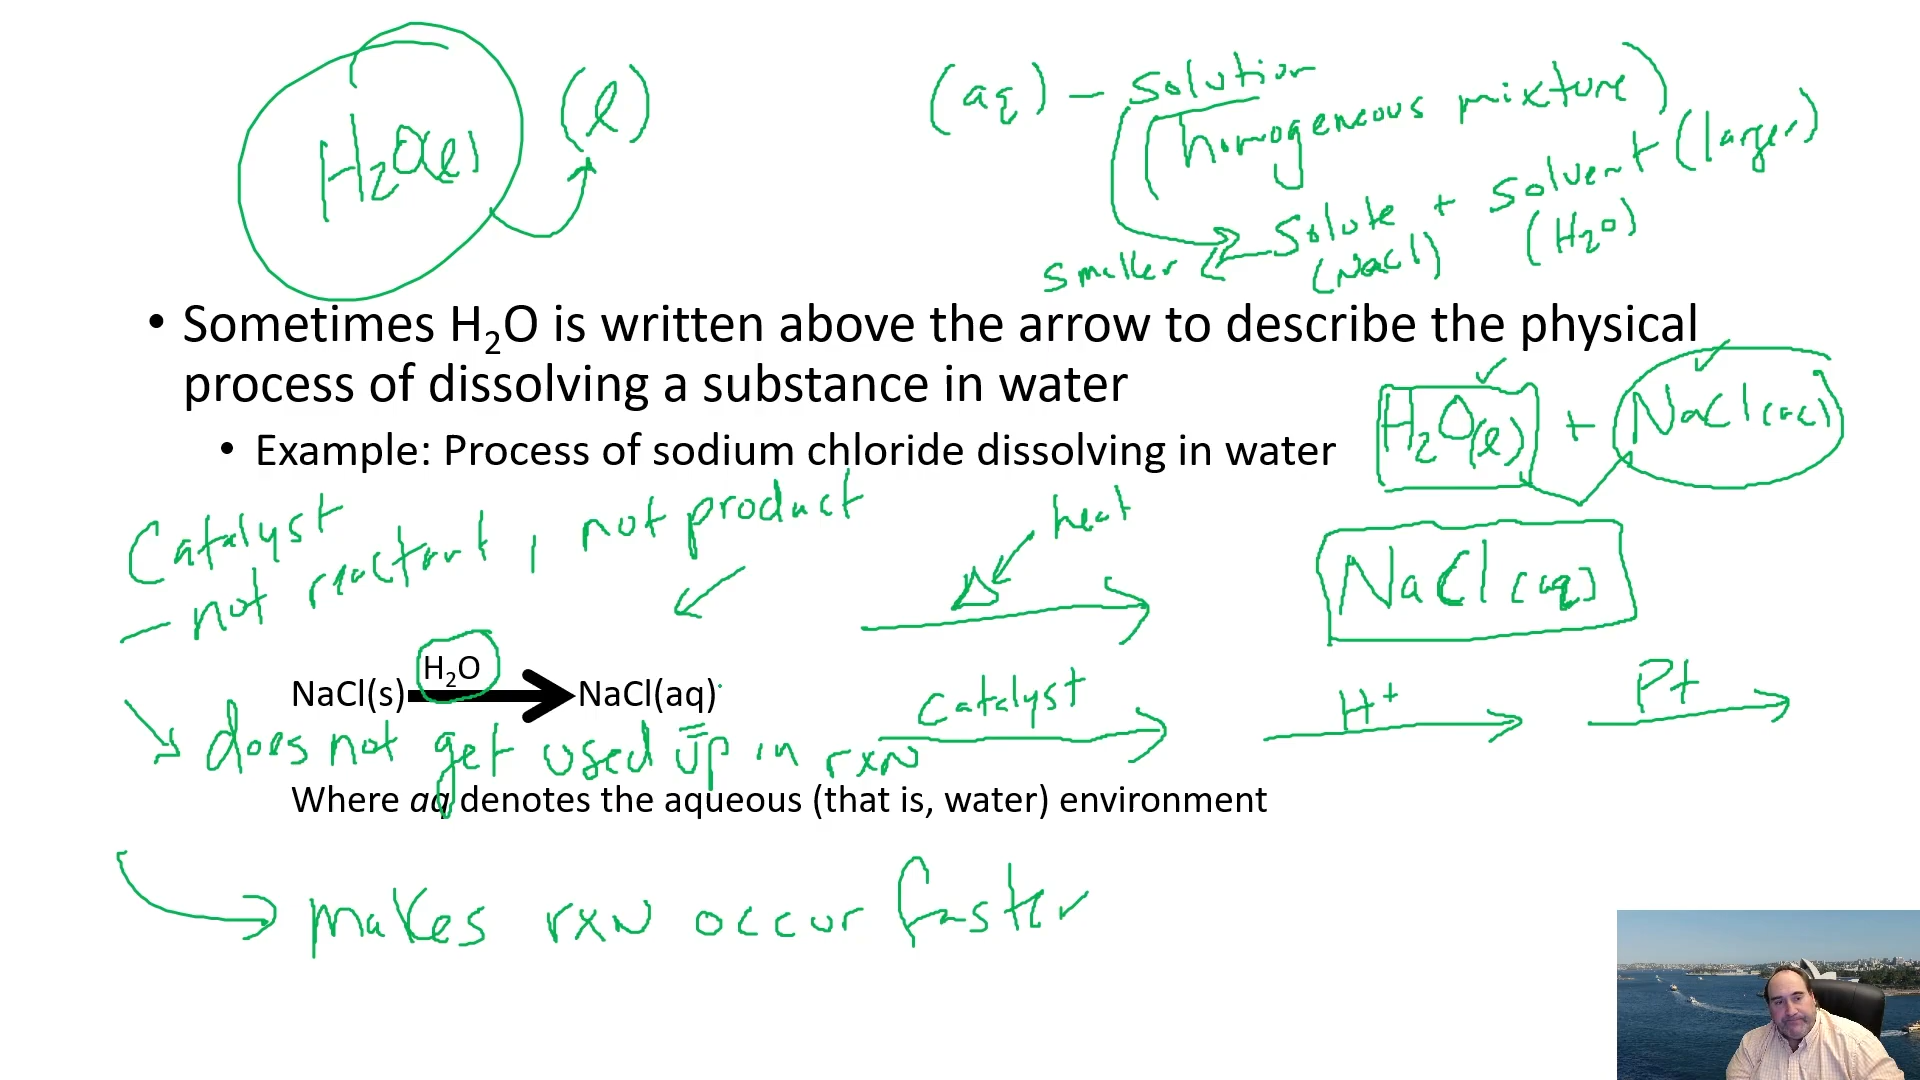 H2O(l) (l)
(aq) - solution
(homogeneous mixture)
solute + solvent (larger)
smaller (NaCl) (H2O)
• Sometimes H2O is written above the arrow to describe the physical
process of dissolving a substance in water
H2O(l) + NaCl(aq)
• Example: Process of sodium chloride dissolving in water
Catalyst
- not reactant, not product
heat
Δ
NaCl(aq)
NaCl(s) H2O NaCl(aq)
Catalyst H+ Pt
does not get used up in rxN
Where aq denotes the aqueous (that is, water) environment
makes rxN occur faster